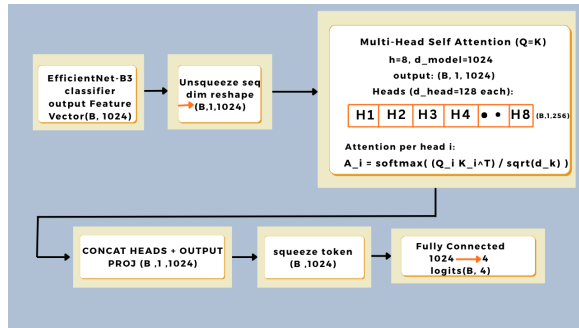 EfficientNet-B3
classifier
output Feature
Vector(B, 1024)
Unsqueeze seq
dim reshape
(B,1,1024)
Multi-Head Self Attention (Q=K)
h=8, d_model=1024
output: (B, 1, 1024)
Heads (d_head=128 each):
H1 H2 H3 H4 • • H8 (B,1,256)
Attention per head i:
A_i = softmax( (Q_i K_i^T) / sqrt(d_k) )
CONCAT HEADS + OUTPUT
PROJ (B ,1 ,1024)
squeeze token
(B ,1024)
Fully Connected
1024 → 4
logits(B, 4)